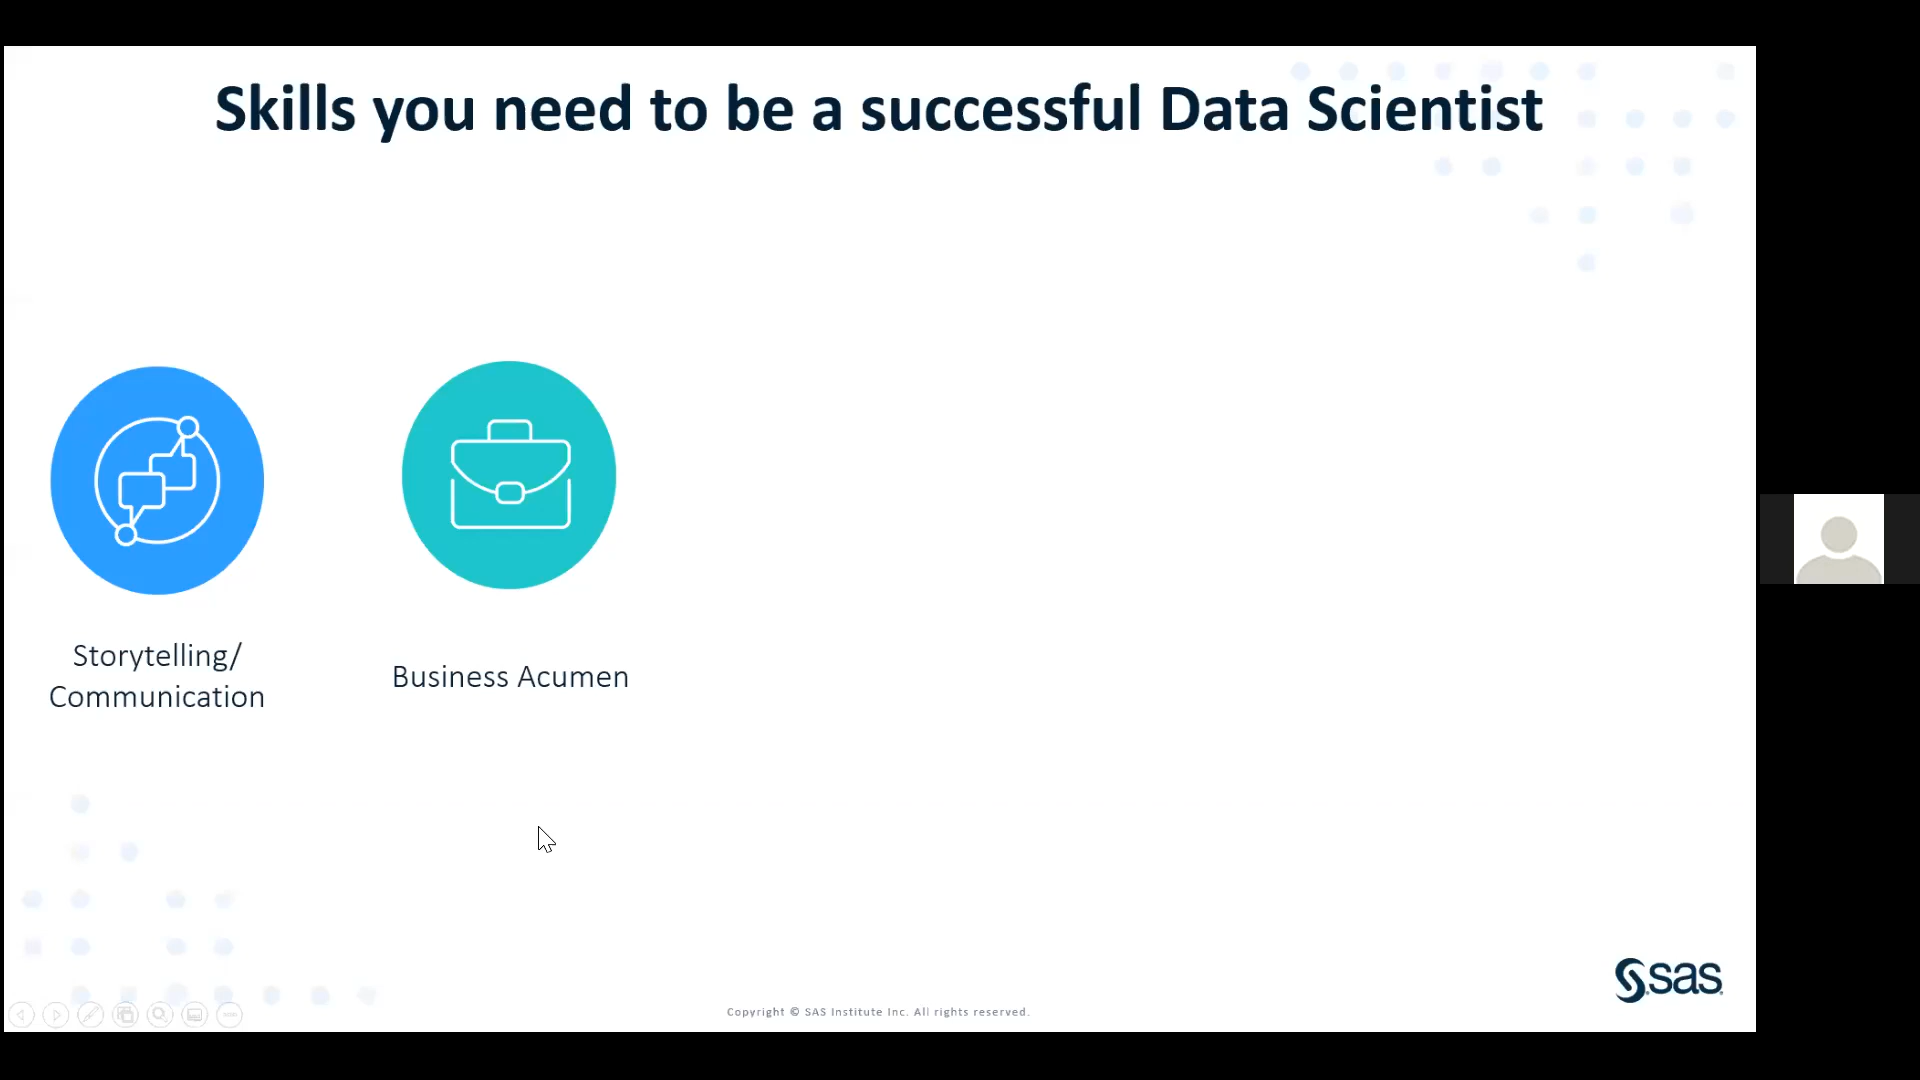 Skills you need to be a successful Data Scientist
Storytelling/
Communication
Business Acumen
sas
Copyright © SAS Institute Inc. All rights reserved.